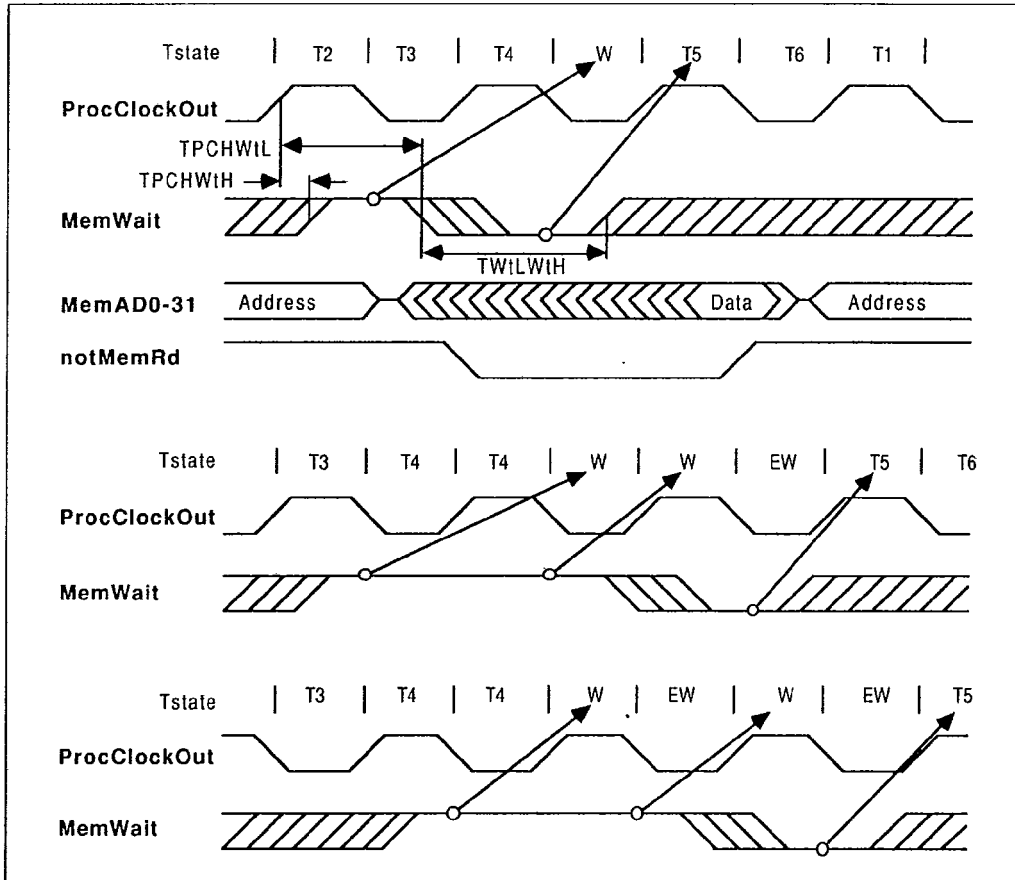 Tstate | T2 | T3 | T4 | W | T5 | T6 | T1 |
ProcClockOut
TPCHWtL
TPCHWtH
MemWait
TWtLWtH
MemAD0-31 Address Data Address
notMemRd
Tstate | T3 | T4 | T4 | W | W | EW | T5 | T6
ProcClockOut
MemWait
Tstate | T3 | T4 | T4 | W | EW | W | EW | T5
ProcClockOut
MemWait